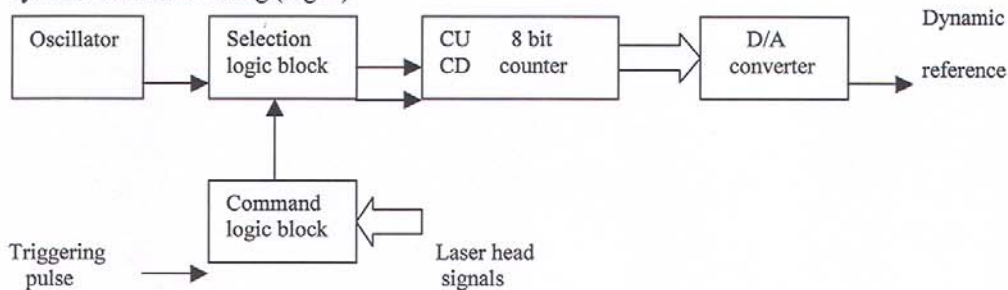 Oscillator
Selection
logic block
CU 8 bit
CD counter
D/A
converter
Dynamic
reference
Command
logic block
Triggering
pulse
Laser head
signals